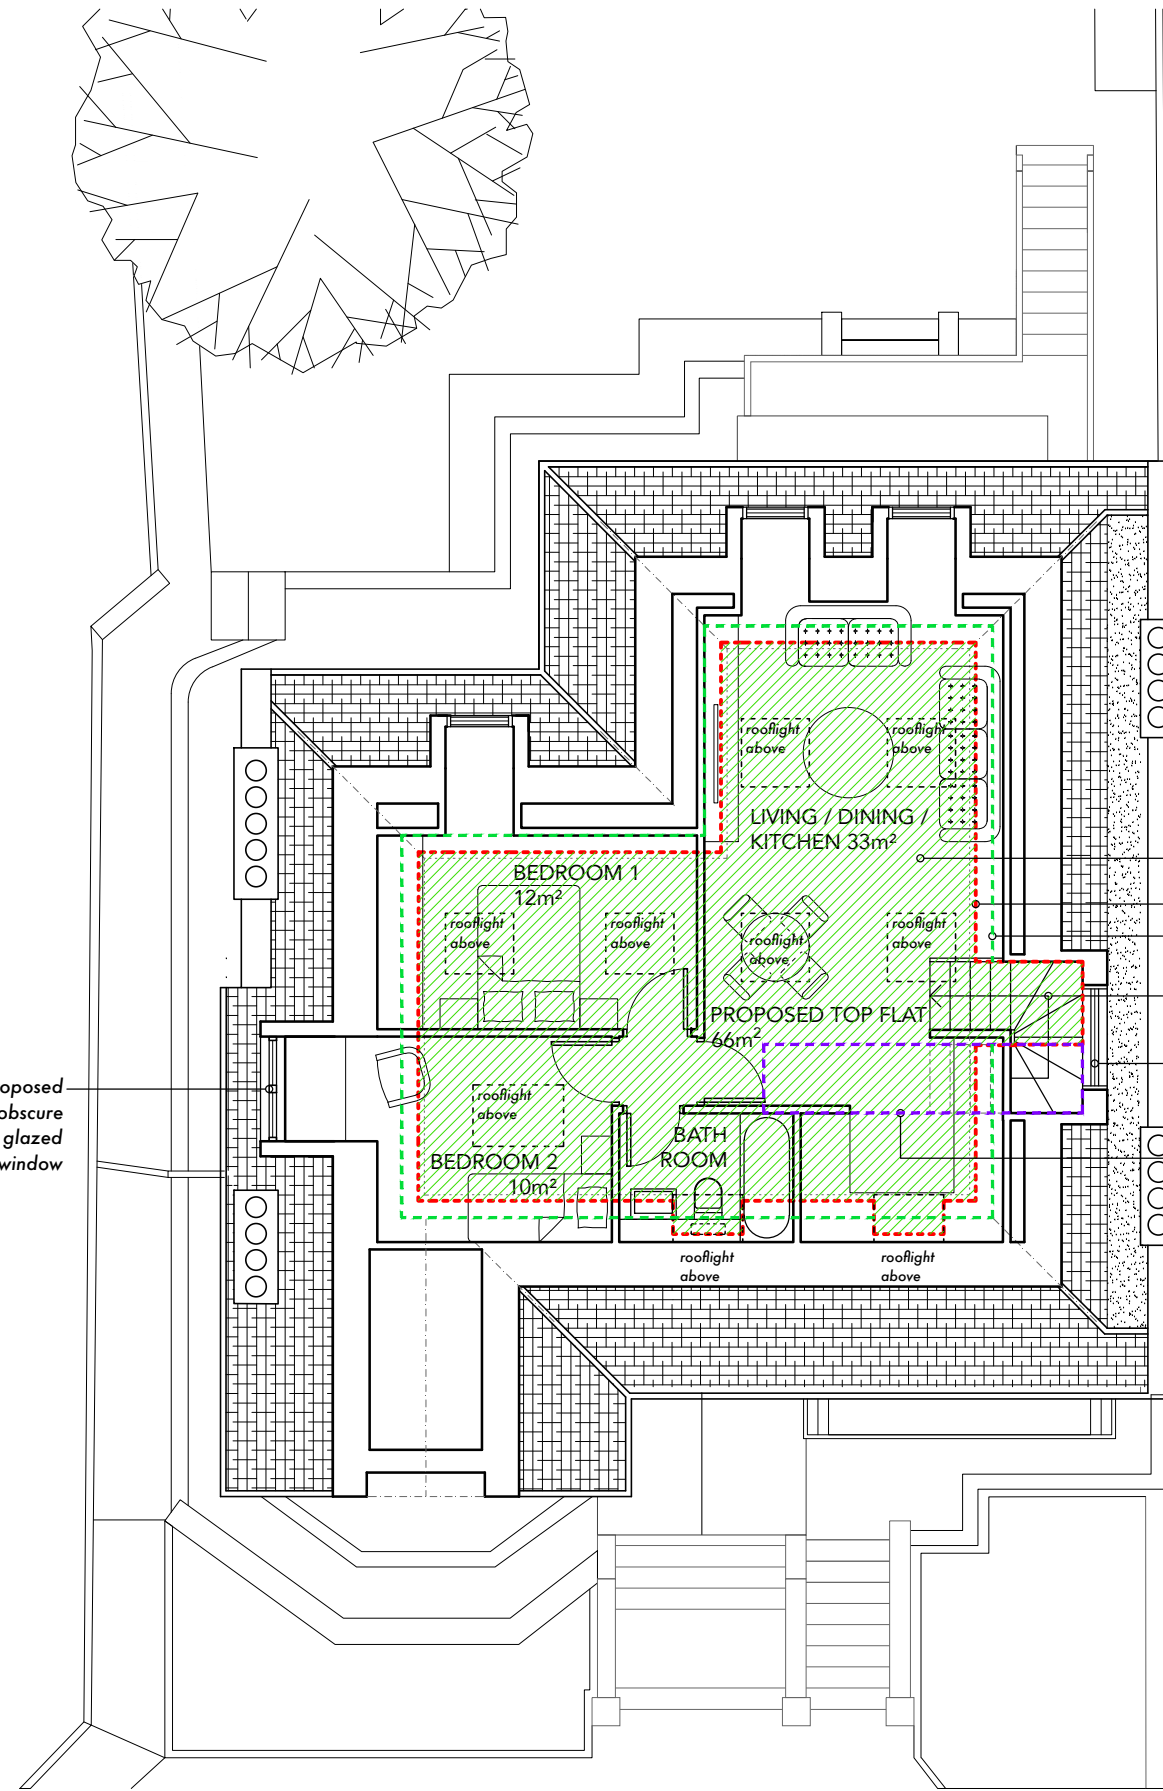 rooflight
above
rooflight
above
LIVING / DINING /
KITCHEN 33m²
BEDROOM 1
12m²
rooflight
above
rooflight
above
rooflight
above
rooflight
above
PROPOSED TOP FLAT
66m²
oposed
obscure
glazed
window
rooflight
above
BATH
ROOM
BEDROOM 2
10m²
rooflight
above
rooflight
above